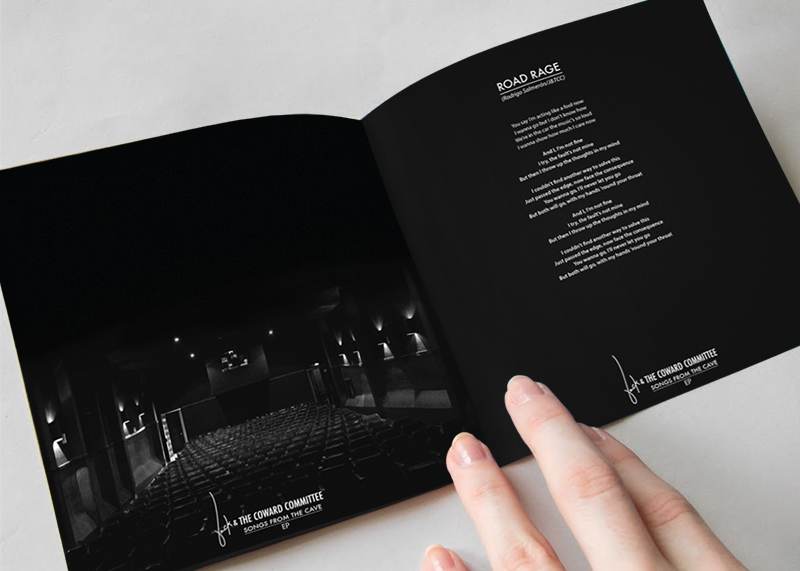 Jack & THE COWARD COMMITTEE
SONGS FROM THE CAVE
EP
ROAD RAGE
(Rodrigo Salmerón/J&TCC)
You say I'm acting like a foul now
I wanna go but I don't know how
We're in the car the music's so loud
I wanna show how much I care now
And I, I'm not fine
I try, the fault's not mine
But then I throw up the thoughts in my mind
I couldn't find another way to solve this
Just passed the edge, now face the consequence
You wanna go, I'll never let you go
But both will go, with my hands 'round your throat
And I, I'm not fine
I try, the fault's not mine
But then I throw up the thoughts in my mind
I couldn't find another way to solve this
Just passed the edge, now face the consequence
You wanna go, I'll never let you go
But both will go, with my hands 'round your throat
Jack & THE COWARD COMMITTEE
SONGS FROM THE CAVE
EP